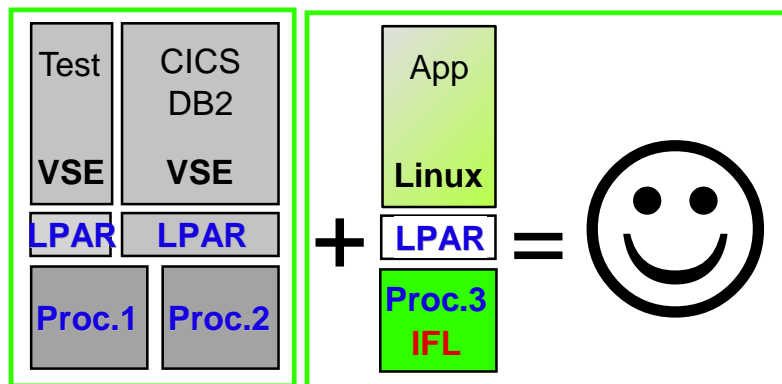 Test
CICS
DB2
VSE
VSE
LPAR
LPAR
Proc.1
Proc.2
+
App
Linux
LPAR
Proc.3
IFL
=